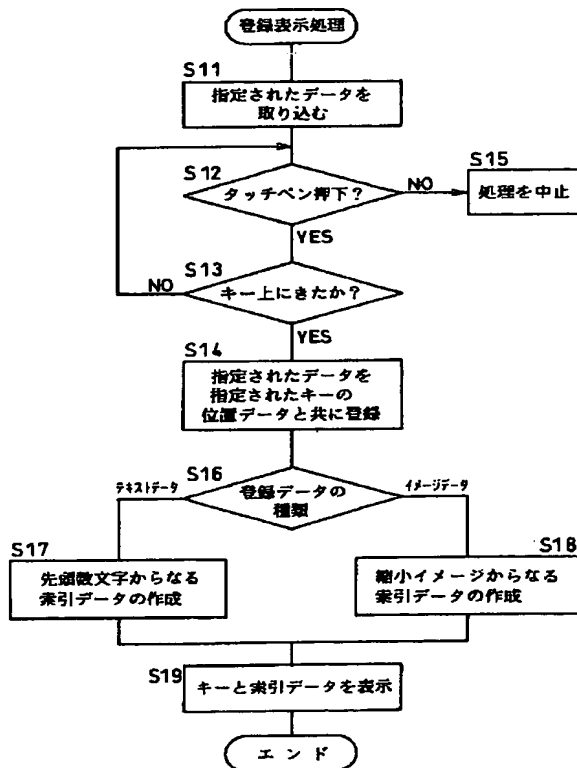 登録表示処理
S11
指定されたデータを
取り込む
S12
タッチペン押下?
NO
S15
処理を中止
YES
S13
キー上にきたか?
NO
YES
S14
指定されたデータを
指定されたキーの
位置データと共に登録
S16
登録データの
種類
テキストデータ
イメージデータ
S17
先頭数文字からなる
索引データの作成
S18
縮小イメージからなる
索引データの作成
S19
キーと索引データを表示
エンド